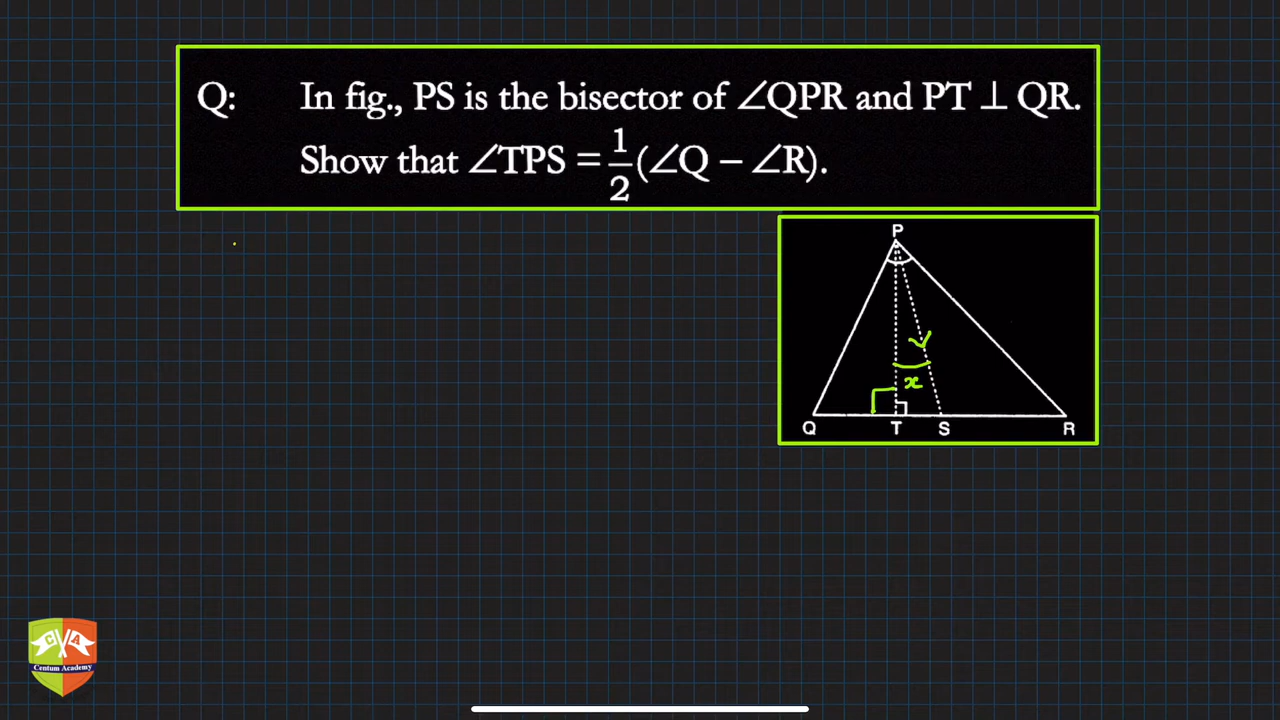 Q: In fig., PS is the bisector of ∠QPR and PT ⊥ QR.
Show that ∠TPS = 1/2 (∠Q − ∠R).
P
x
Q T S R
C A
Centum Academy